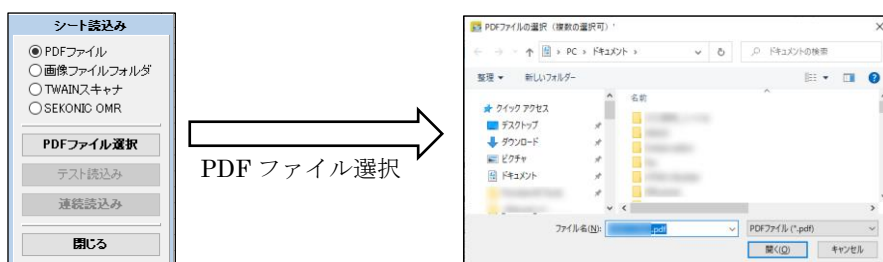 シート読込み
PDFファイル
画像ファイルフォルダ
TWAINスキャナ
SEKONIC OMR
PDFファイル選択
テスト読込み
連続読込み
閉じる
PDF ファイル選択
PDFファイルの選択（複数の選択可）'
PC › ドキュメント ›
ドキュメントの検索
整理 新しいフォルダー
名前
クイック アクセス
デスクトップ
ダウンロード
ピクチャ
ドキュメント
ファイル名(N): .pdf
PDFファイル (*.pdf)
開く(O) キャンセル